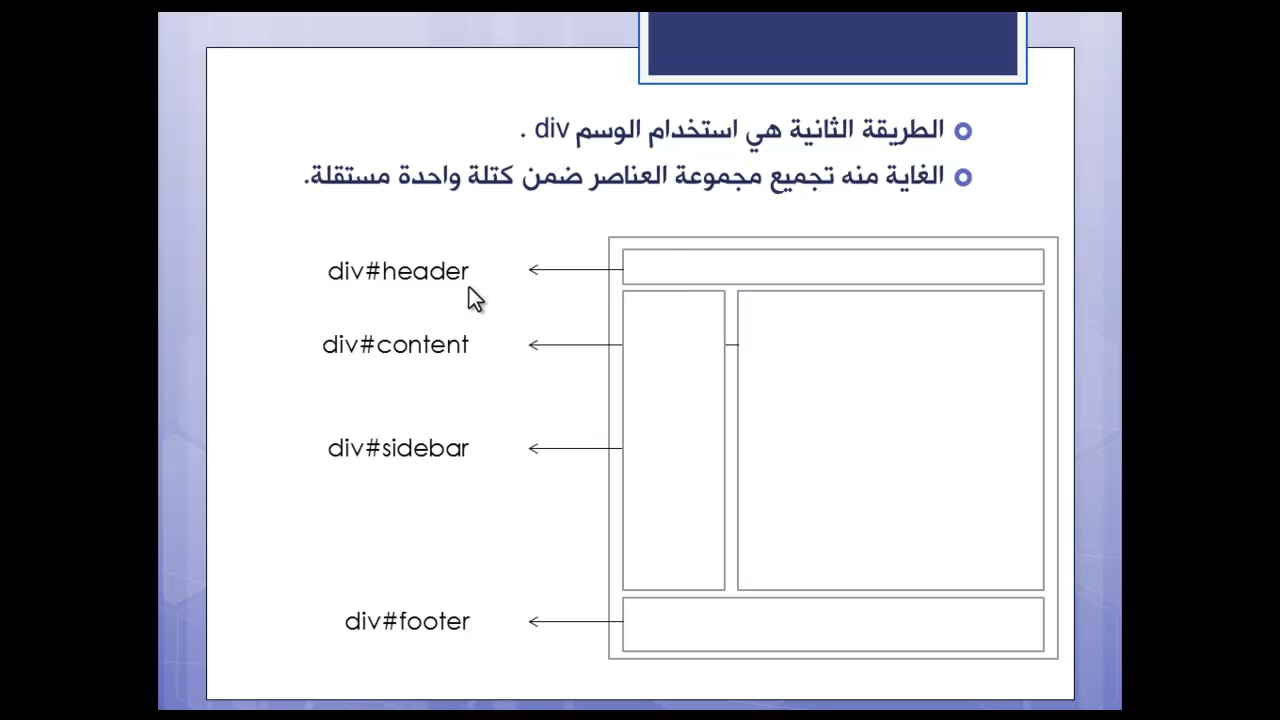 الطريقة الثانية هي استخدام الوسم div .
الغاية منه تجميع مجموعة العناصر ضمن كتلة واحدة مستقلة.
div#header
div#content
div#sidebar
div#footer